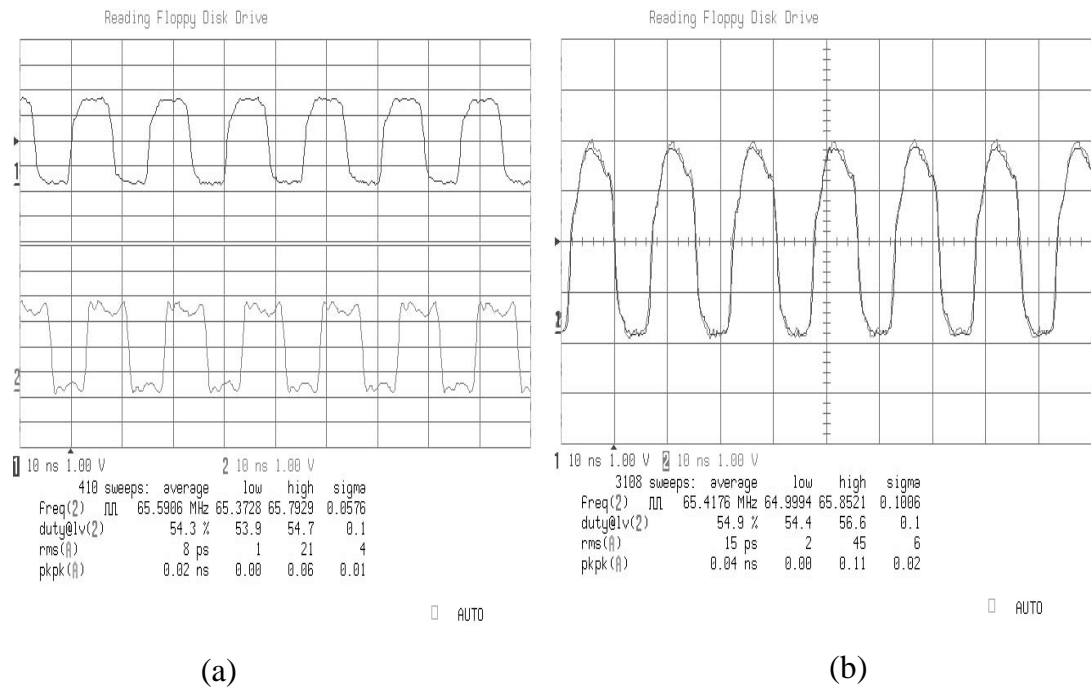 Reading Floppy Disk Drive
1
2
1 10 ns 1.00 V 2 10 ns 1.00 V
410 sweeps: average low high sigma
Freq(2) 65.5906 MHz 65.3728 65.7929 0.0576
duty@lv(2) 54.3 % 53.9 54.7 0.1
rms(A) 8 ps 1 21 4
pkpk(A) 0.02 ns 0.00 0.06 0.01
AUTO
(a)
Reading Floppy Disk Drive
1 10 ns 1.00 V 2 10 ns 1.00 V
3108 sweeps: average low high sigma
Freq(2) 65.4176 MHz 64.9994 65.8521 0.1006
duty@lv(2) 54.9 % 54.4 56.6 0.1
rms(A) 15 ps 2 45 6
pkpk(A) 0.04 ns 0.00 0.11 0.02
AUTO
(b)